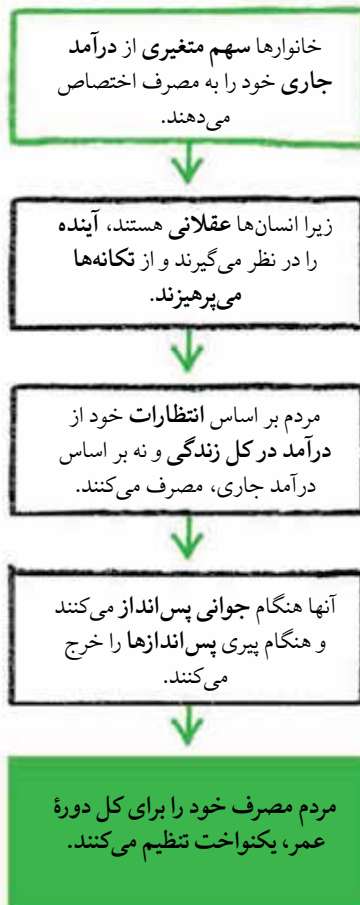 خانوارها سهم متغیری از درآمد
جاری خود را به مصرف اختصاص
می‌دهند.
زیرا انسان‌ها عقلانی هستند، آینده
را در نظر می‌گیرند و از تکانه‌ها
می‌پرهیزند.
مردم بر اساس انتظارات خود از
درآمد در کل زندگی و نه بر اساس
درآمد جاری، مصرف می‌کنند.
آنها هنگام جوانی پس‌انداز می‌کنند
و هنگام پیری پس‌اندازها را خرج
می‌کنند.
مردم مصرف خود را برای کل دورهٔ
عمر، یکنواخت تنظیم می‌کنند.